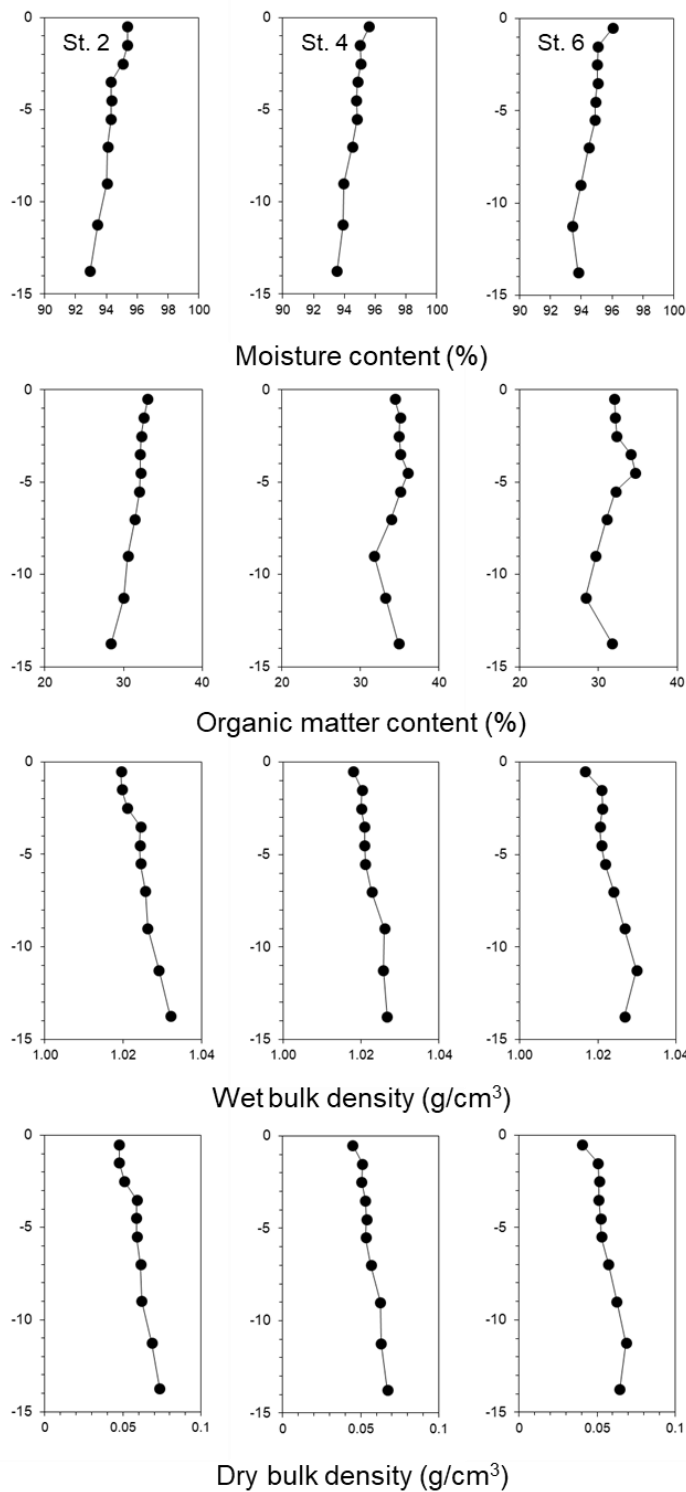 0 0 0
St. 2 St. 4 St. 6
-5 -5 -5
-10 -10 -10
-15 -15 -15
90 92 94 96 98 100 90 92 94 96 98 100 90 92 94 96 98 100
Moisture content (%)
0 0 0
-5 -5 -5
-10 -10 -10
-15 -15 -15
20 30 40 20 30 40 20 30 40
Organic matter content (%)
0 0 0
-5 -5 -5
-10 -10 -10
-15 -15 -15
1.00 1.02 1.04 1.00 1.02 1.04 1.00 1.02 1.04
Wet bulk density (g/cm³)
0 0 0
-5 -5 -5
-10 -10 -10
-15 -15 -15
0 0.05 0.1 0 0.05 0.1 0 0.05 0.1
Dry bulk density (g/cm³)